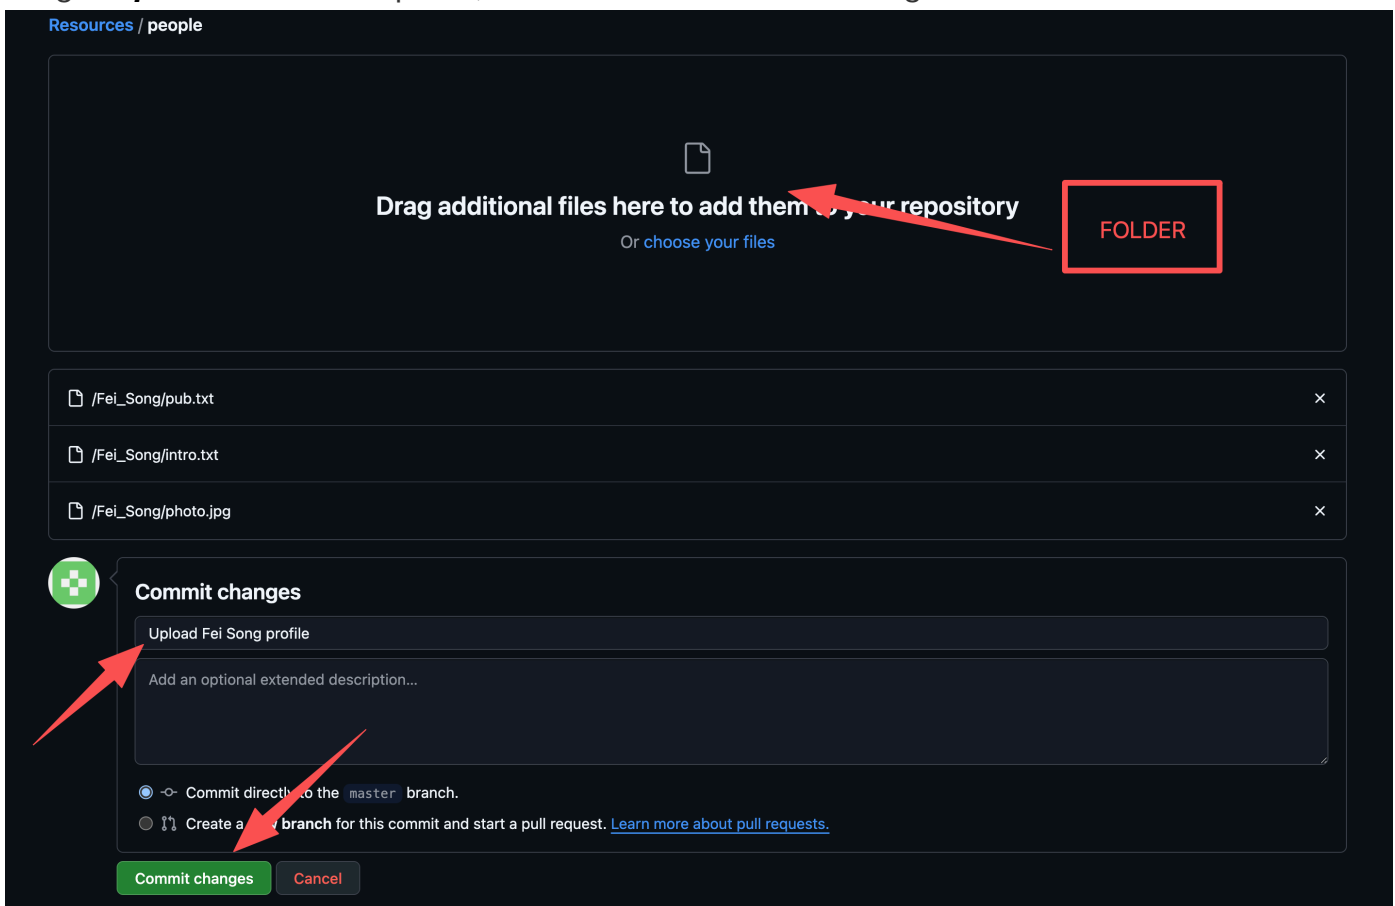 Resources / people
Drag additional files here to add them to your repository
FOLDER
Or choose your files
/Fei_Song/pub.txt
/Fei_Song/intro.txt
/Fei_Song/photo.jpg
Commit changes
Upload Fei Song profile
Add an optional extended description...
Commit directly to the master branch.
Create a branch for this commit and start a pull request. Learn more about pull requests.
Commit changes
Cancel